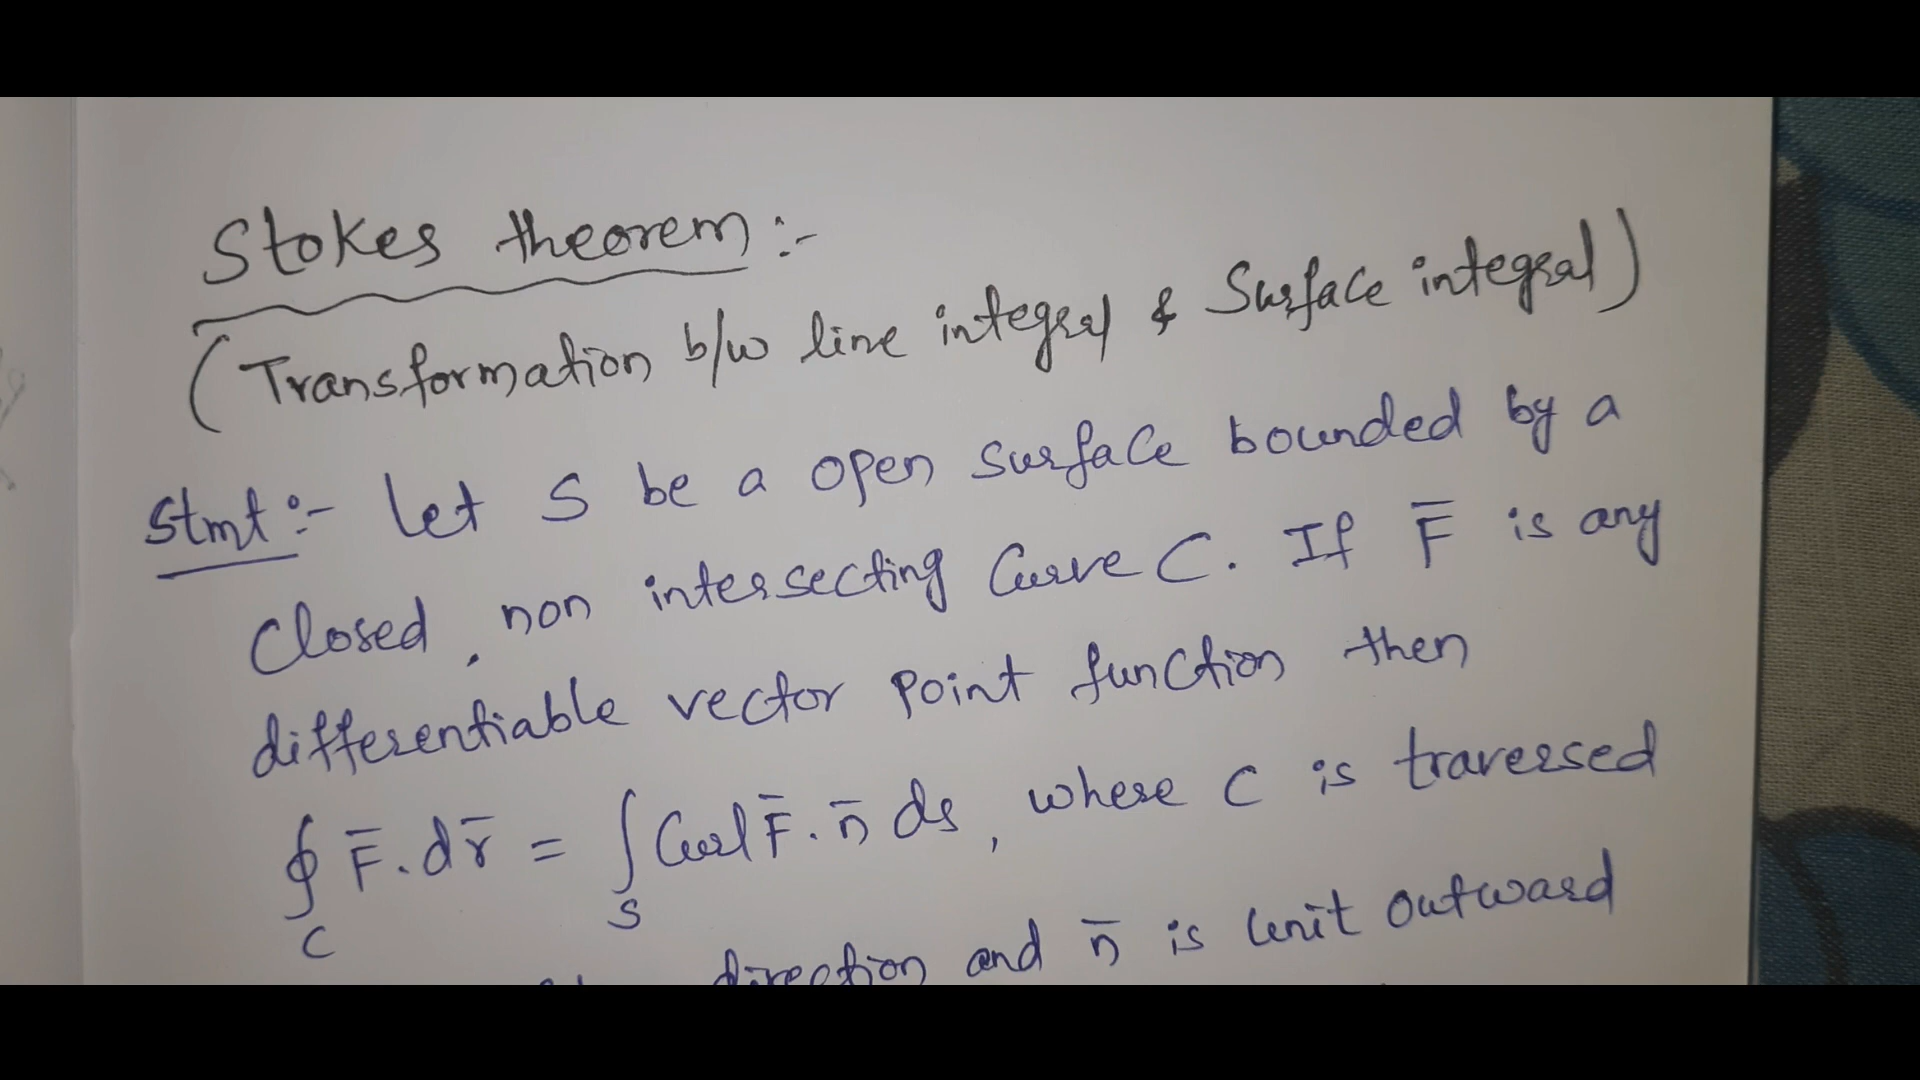 Stokes theorem :-
(Transformation b/w line integral & Surface integral)
Stmt :- Let S be a open surface bounded by a
Closed, non intersecting Curve C. If F̅ is any
differentiable vector point function then
∮_C F̅. dr̅ = ∫_S Curl F̅. n̅ ds, where C is traversed
direction and n̅ is unit outward